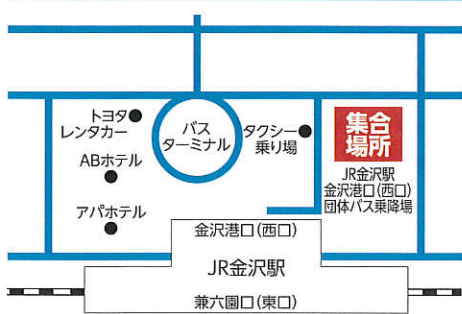 トヨタ
レンタカー
バス
ターミナル
タクシー
乗り場
集合
場所
ABホテル
JR金沢駅
金沢港口(西口)
団体バス乗降場
アパホテル
金沢港口(西口)
JR金沢駅
兼六園口(東口)